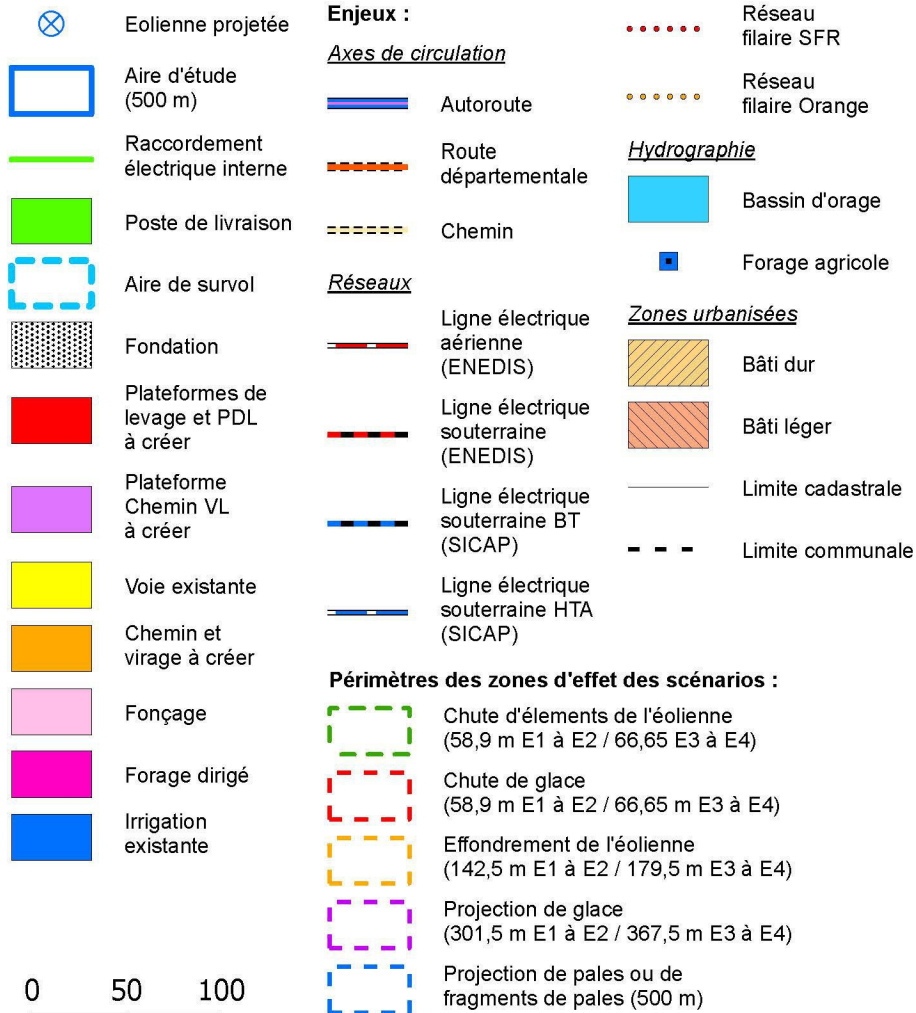 Eolienne projetée
Aire d'étude
(500 m)
Raccordement
électrique interne
Poste de livraison
Aire de survol
Fondation
Plateformes de
levage et PDL
à créer
Plateforme
Chemin VL
à créer
Voie existante
Chemin et
virage à créer
Fonçage
Forage dirigé
Irrigation
existante
0 50 100
Enjeux :
Axes de circulation
Autoroute
Route
départementale
Chemin
Réseaux
Ligne électrique
aérienne
(ENEDIS)
Ligne électrique
souterraine
(ENEDIS)
Ligne électrique
souterraine BT
(SICAP)
Ligne électrique
souterraine HTA
(SICAP)
Réseau
filaire SFR
Réseau
filaire Orange
Hydrographie
Bassin d'orage
Forage agricole
Zones urbanisées
Bâti dur
Bâti léger
Limite cadastrale
Limite communale
Périmètres des zones d'effet des scénarios :
Chute d'élements de l'éolienne
(58,9 m E1 à E2 / 66,65 E3 à E4)
Chute de glace
(58,9 m E1 à E2 / 66,65 m E3 à E4)
Effondrement de l'éolienne
(142,5 m E1 à E2 / 179,5 m E3 à E4)
Projection de glace
(301,5 m E1 à E2 / 367,5 m E3 à E4)
Projection de pales ou de
fragments de pales (500 m)